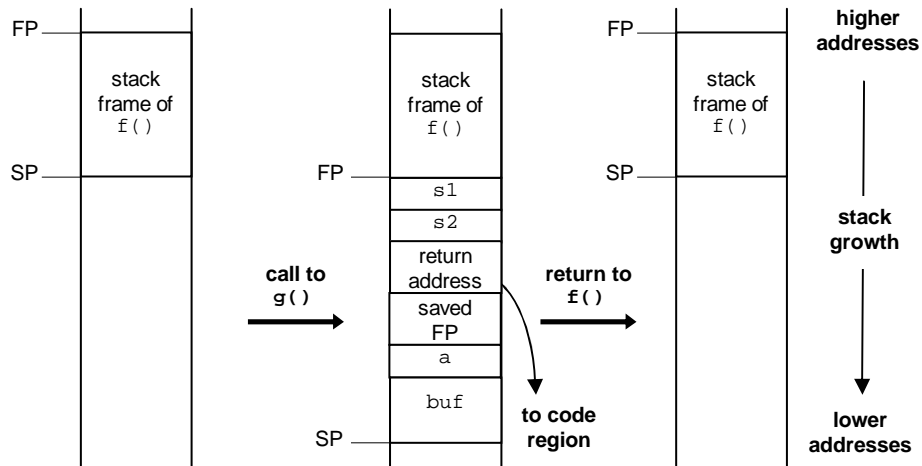 FP
stack
frame of
f()
SP
call to
g()
stack
frame of
f()
FP
s1
s2
return
address
saved
FP
a
buf
SP
return to
f()
to code
region
FP
stack
frame of
f()
SP
higher
addresses
stack
growth
lower
addresses